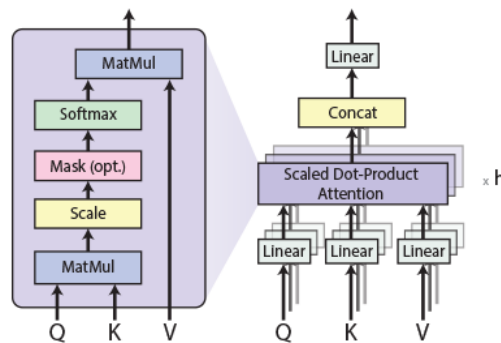 MatMul
Softmax
Mask (opt.)
Scale
MatMul
Q K V
Linear
Concat
Scaled Dot-Product
Attention
x h
Linear Linear Linear
Q K V